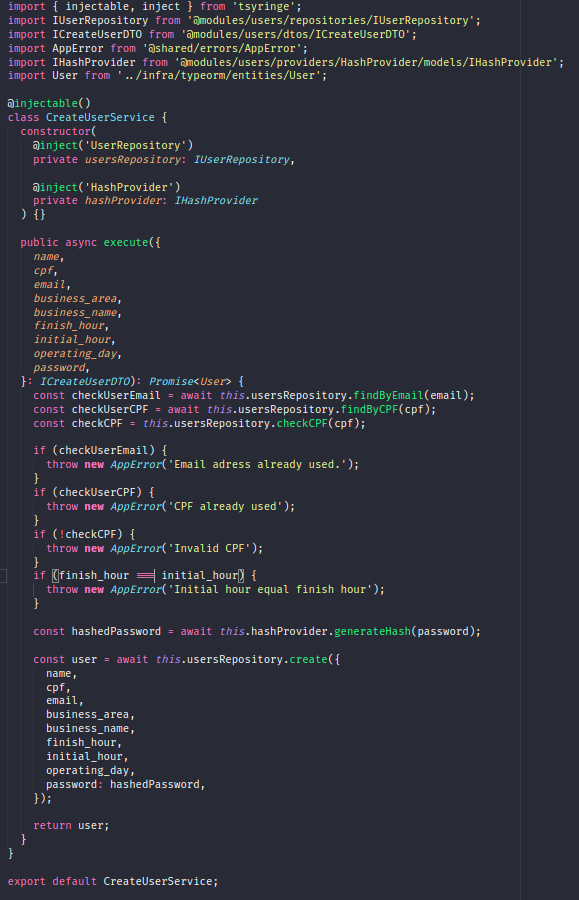 import { injectable, inject } from 'tsyringe';
import IUserRepository from '@modules/users/repositories/IUserRepository';
import ICreateUserDTO from '@modules/users/dtos/ICreateUserDTO';
import AppError from '@shared/errors/AppError';
import IHashProvider from '@modules/users/providers/HashProvider/models/IHashProvider';
import User from '../infra/typeorm/entities/User';

@injectable()
class CreateUserService {
  constructor(
    @inject('UserRepository')
    private usersRepository: IUserRepository,

    @inject('HashProvider')
    private hashProvider: IHashProvider
  ) {}

  public async execute({
    name,
    cpf,
    email,
    business_area,
    business_name,
    finish_hour,
    initial_hour,
    operating_day,
    password,
  }: ICreateUserDTO): Promise<User> {
    const checkUserEmail = await this.usersRepository.findByEmail(email);
    const checkUserCPF = await this.usersRepository.findByCPF(cpf);
    const checkCPF = this.usersRepository.checkCPF(cpf);

    if (checkUserEmail) {
      throw new AppError('Email adress already used.');
    }
    if (checkUserCPF) {
      throw new AppError('CPF already used');
    }
    if (!checkCPF) {
      throw new AppError('Invalid CPF');
    }
    if (finish_hour === initial_hour) {
      throw new AppError('Initial hour equal finish hour');
    }

    const hashedPassword = await this.hashProvider.generateHash(password);

    const user = await this.usersRepository.create({
      name,
      cpf,
      email,
      business_area,
      business_name,
      finish_hour,
      initial_hour,
      operating_day,
      password: hashedPassword,
    });

    return user;
  }
}

export default CreateUserService;